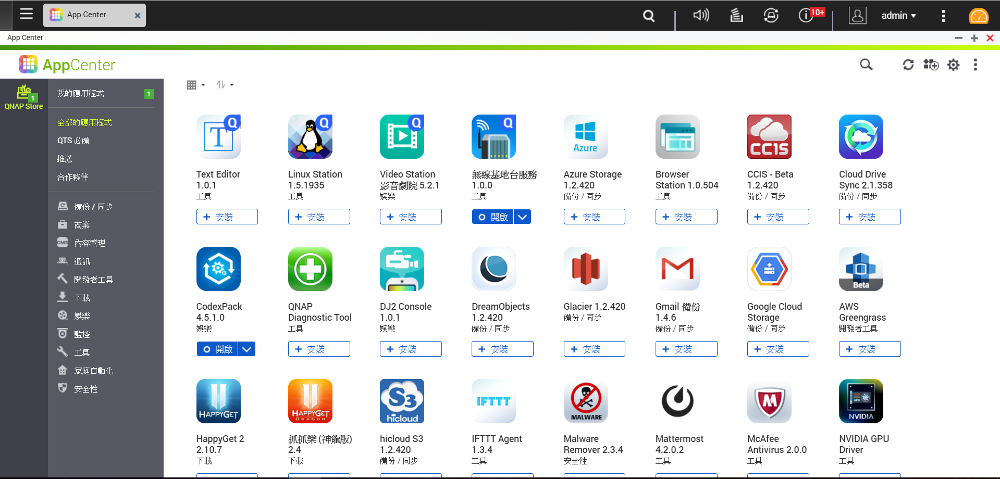 App Center
10+
admin
App Center
AppCenter
1
QNAP Store
我的應用程式
1
全部的應用程式
QTS 必備
推薦
合作夥伴
備份 / 同步
商業
CMS
內容管理
通訊
開發者工具
下載
娛樂
監控
工具
家庭自動化
安全性
T Q
Q
Q
Q
Azure
CC1S
Text Editor
1.0.1
工具
+ 安裝
Linux Station
1.5.1935
工具
+ 安裝
Video Station
影音劇院 5.2.1
娛樂
+ 安裝
無線基地台服務
1.0.0
工具
開啟
Azure Storage
1.2.420
備份 / 同步
+ 安裝
Browser
Station 1.0.504
工具
+ 安裝
CCIS - Beta
1.2.420
備份 / 同步
+ 安裝
Cloud Drive
Sync 2.1.358
備份 / 同步
+ 安裝
Beta
CodexPack
4.5.1.0
娛樂
開啟
QNAP
Diagnostic Tool
工具
+ 安裝
DJ2 Console
1.0.1
娛樂
+ 安裝
DreamObjects
1.2.420
備份 / 同步
+ 安裝
Glacier 1.2.420
備份 / 同步
+ 安裝
Gmail 備份
1.4.6
備份 / 同步
+ 安裝
Google Cloud
Storage
備份 / 同步
+ 安裝
AWS
Greengrass
開發者工具
+ 安裝
HAPPYGET
HAPPYGET
DRAGON
S3
hicloud
IFTTT
MALWARE
M
GPU
NVIDIA
HappyGet 2
2.10.7
下載
抓抓樂 (神龍版)
2.4
下載
hicloud S3
1.2.420
備份 / 同步
IFTTT Agent
1.3.4
工具
Malware
Remover 2.3.4
安全性
Mattermost
4.2.0.2
工具
McAfee
Antivirus 2.0.0
工具
NVIDIA GPU
Driver
工具